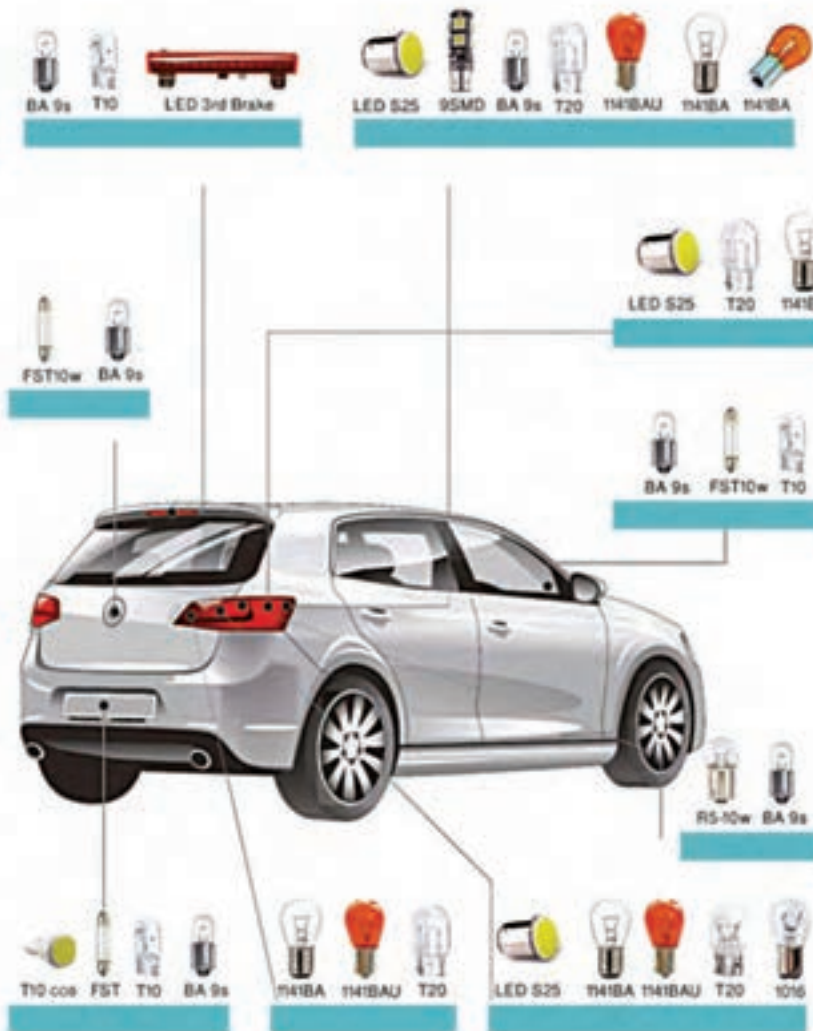 BA 9s T10 LED 3rd Brake
LED S25 9SMD BA 9s T20 1141BAU 1141BA 1141BA
LED S25 T20 1141B
FST10w BA 9s
BA 9s FST10w T10
R5-10w BA 9s
T10 cos FST T10 BA 9s
1141BA 1141BAU T20
LED S25 1141BA 1141BAU T20 1016